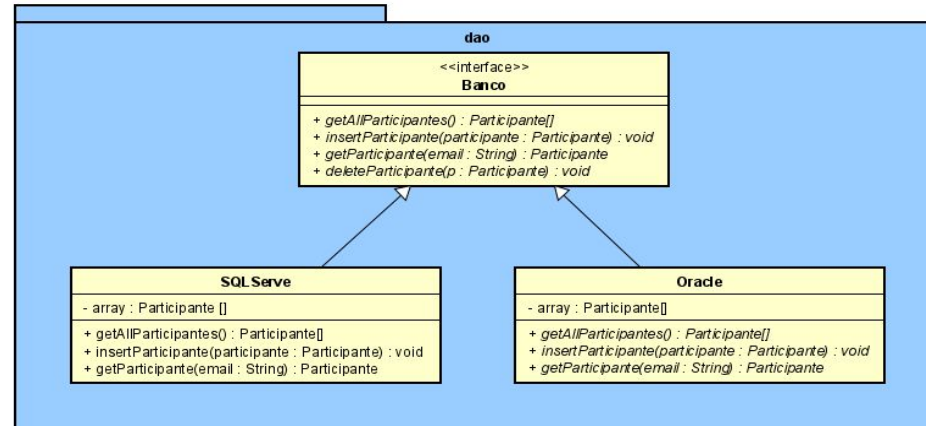 dao
<<interface>>
Banco
+ getAllParticipantes() : Participante[]
+ insertParticipante(participante : Participante) : void
+ getParticipante(email : String) : Participante
+ deleteParticipante(p : Participante) : void
SQLServe
- array : Participante []
+ getAllParticipantes() : Participante[]
+ insertParticipante(participante : Participante) : void
+ getParticipante(email : String) : Participante
Oracle
- array : Participante[]
+ getAllParticipantes() : Participante[]
+ insertParticipante(participante : Participante) : void
+ getParticipante(email : String) : Participante